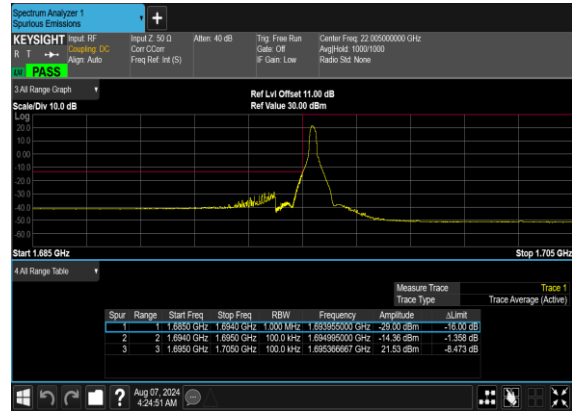 Spectrum Analyzer 1
Spurious Emissions
+
KEYSIGHT Input: RF Input Z: 50 Ω Atten: 40 dB Trig: Free Run Center Freq: 22.005000000 GHz
R T Coupling: DC Corr CCorr Gate: Off Avg|Hold: 1000/1000
Align: Auto Freq Ref: Int (S) IF Gain: Low Radio Std: None
LW PASS
3 All Range Graph
Ref Lvl Offset 11.00 dB
Scale/Div 10.0 dB Ref Value 30.00 dBm
Log
20.0
10.0
0.00
-10.0
-20.0
-30.0
-40.0
-50.0
-60.0
Start 1.685 GHz Stop 1.705 GHz
4 All Range Table
Measure Trace Trace 1
Trace Type Trace Average (Active)
Spur Range Start Freq Stop Freq RBW Frequency Amplitude ΔLimit
1 1 1.6850 GHz 1.6940 GHz 1.000 MHz 1.693955000 GHz -29.00 dBm -16.00 dB
2 2 1.6940 GHz 1.6950 GHz 100.0 kHz 1.694995000 GHz -14.36 dBm -1.358 dB
3 3 1.6950 GHz 1.7050 GHz 100.0 kHz 1.695366667 GHz 21.53 dBm -8.473 dB
? Aug 07, 2024
4:24:51 AM